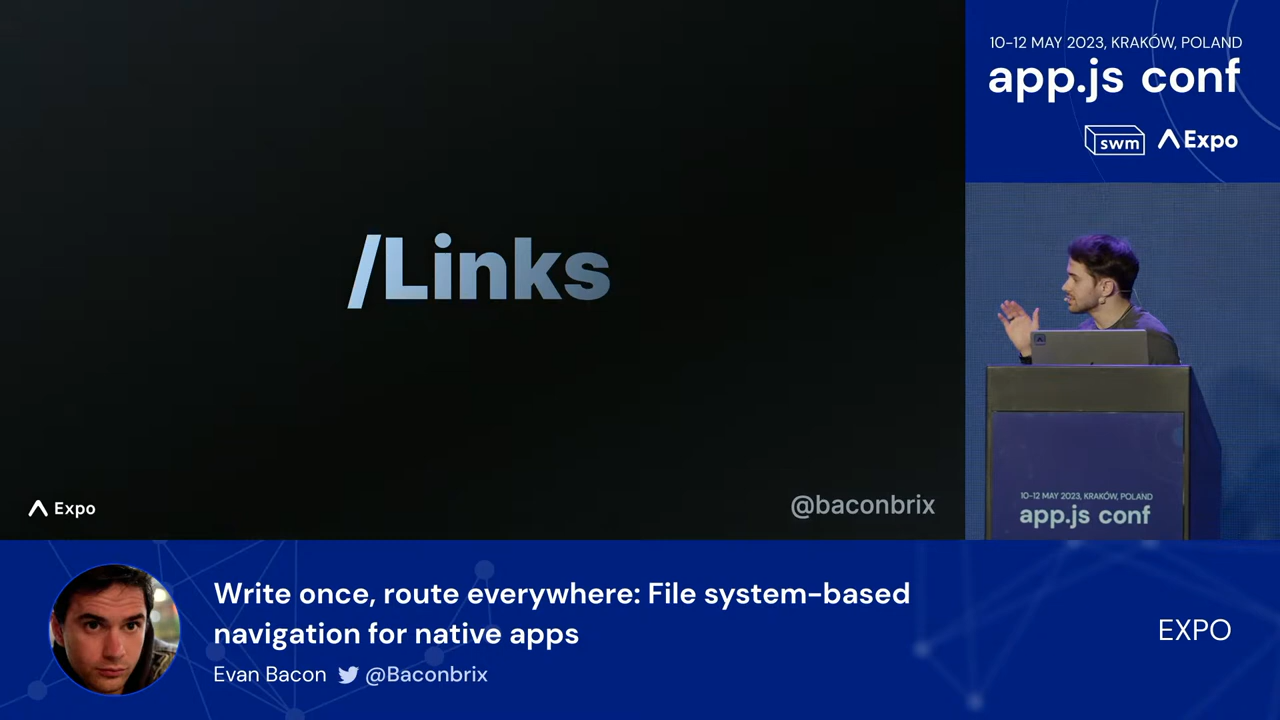 /Links
Expo
@baconbrix
10-12 MAY 2023, KRAKÓW, POLAND
app.js conf
swm
Expo
10-12 MAY 2023, KRAKÓW, POLAND
app.js conf
Write once, route everywhere: File system-based
navigation for native apps
Evan Bacon @Baconbrix
EXPO